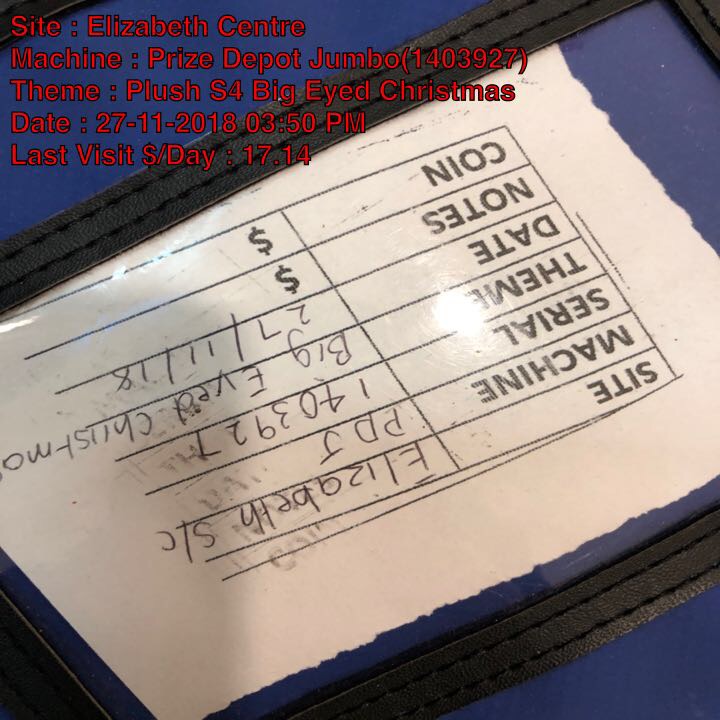 Site : Elizabeth Centre
Machine : Prize Depot Jumbo(1403927)
Theme : Plush S4 Big Eyed Christmas
Date : 27-11-2018 03:50 PM
Last Visit $/Day : 17.14
SITE Elizabeth S/C
MACHINE PDJ
SERIAL 1403927
THEME Big Eyed Christmas
DATE 27/11/18
NOTES $
COIN $